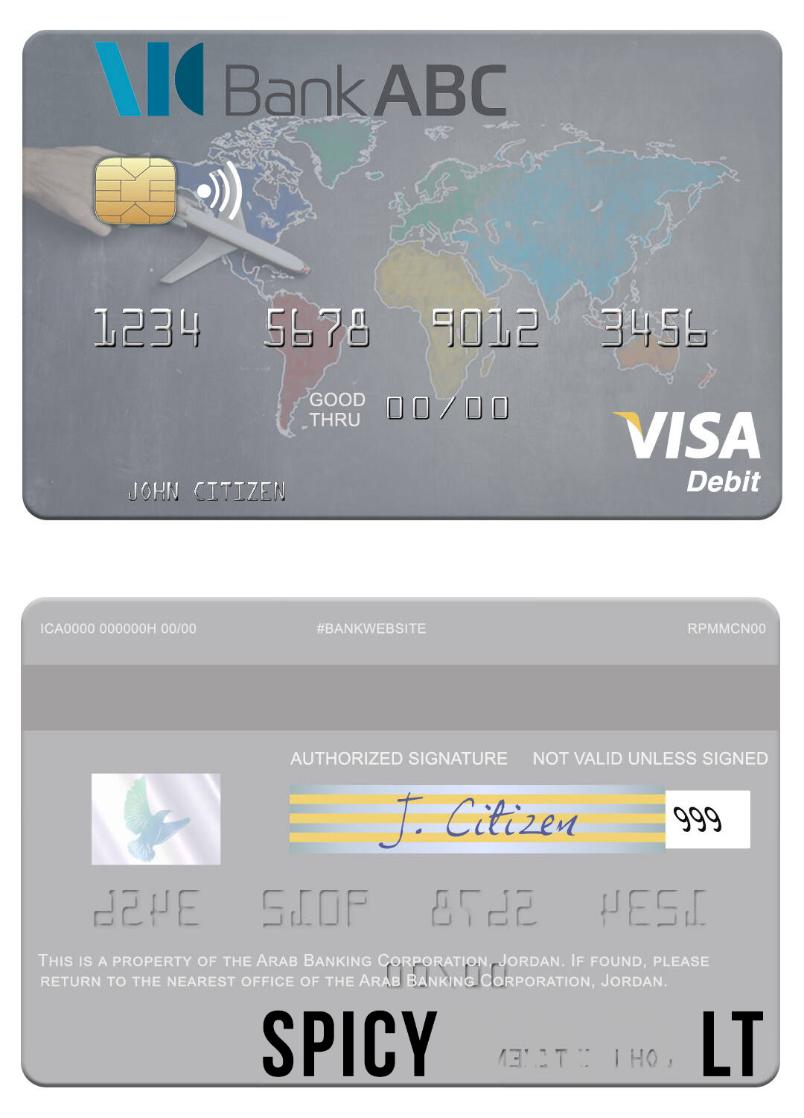 Bank ABC
1234 5678 9012 3456
GOOD
THRU 00/00
VISA
Debit
JOHN CITIZEN
ICA0000 000000H 00/00 #BANKWEBSITE RPMMCN00
AUTHORIZED SIGNATURE NOT VALID UNLESS SIGNED
J. Citizen 999
THIS IS A PROPERTY OF THE ARAB BANKING CORPORATION, JORDAN. IF FOUND, PLEASE
RETURN TO THE NEAREST OFFICE OF THE ARAB BANKING CORPORATION, JORDAN.
SPICY LT